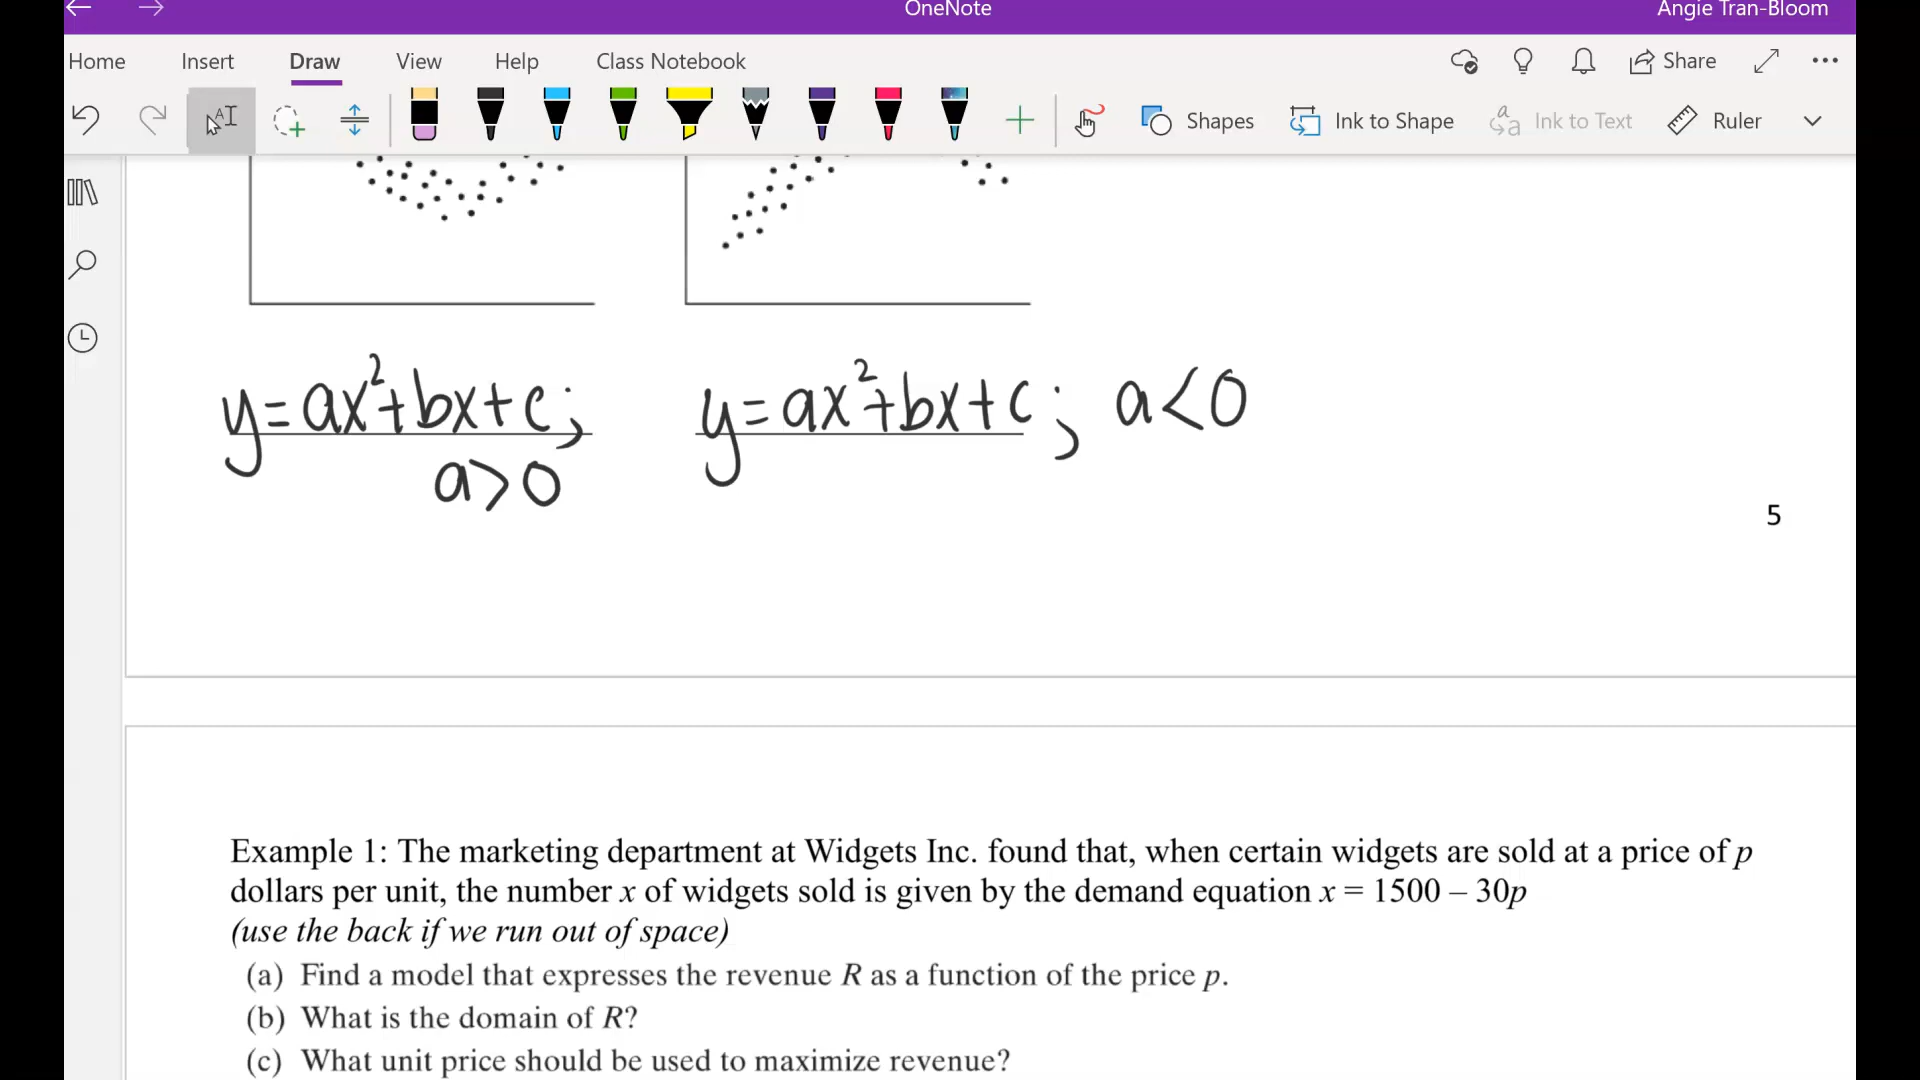 OneNote
Angie Tran-Bloom
Home Insert Draw View Help Class Notebook
Share
Shapes Ink to Shape Ink to Text Ruler
y=ax²+bx+c; y=ax²+bx+c; a<0
a>0
5
Example 1: The marketing department at Widgets Inc. found that, when certain widgets are sold at a price of p
dollars per unit, the number x of widgets sold is given by the demand equation x = 1500 – 30p
(use the back if we run out of space)
(a) Find a model that expresses the revenue R as a function of the price p.
(b) What is the domain of R?
(c) What unit price should be used to maximize revenue?